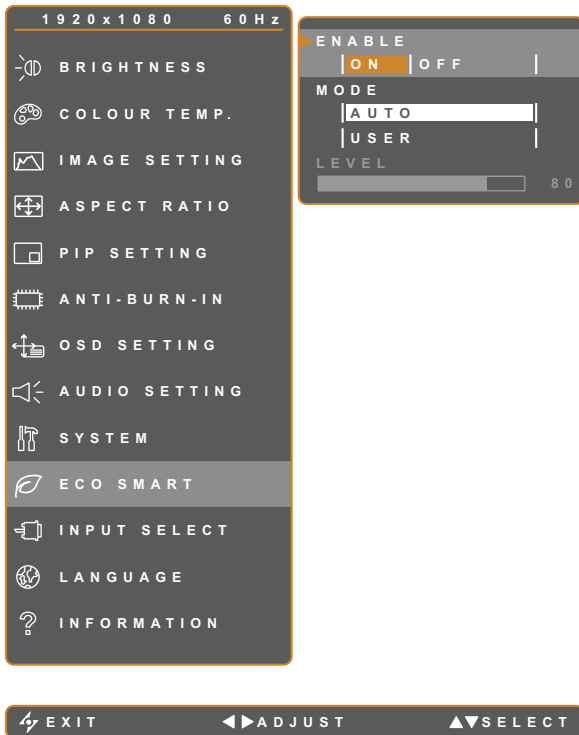 1920x1080 60Hz
BRIGHTNESS
COLOUR TEMP.
IMAGE SETTING
ASPECT RATIO
PIP SETTING
ANTI-BURN-IN
OSD SETTING
AUDIO SETTING
SYSTEM
ECO SMART
INPUT SELECT
LANGUAGE
INFORMATION
ENABLE
ON OFF
MODE
AUTO
USER
LEVEL
80
EXIT ADJUST SELECT